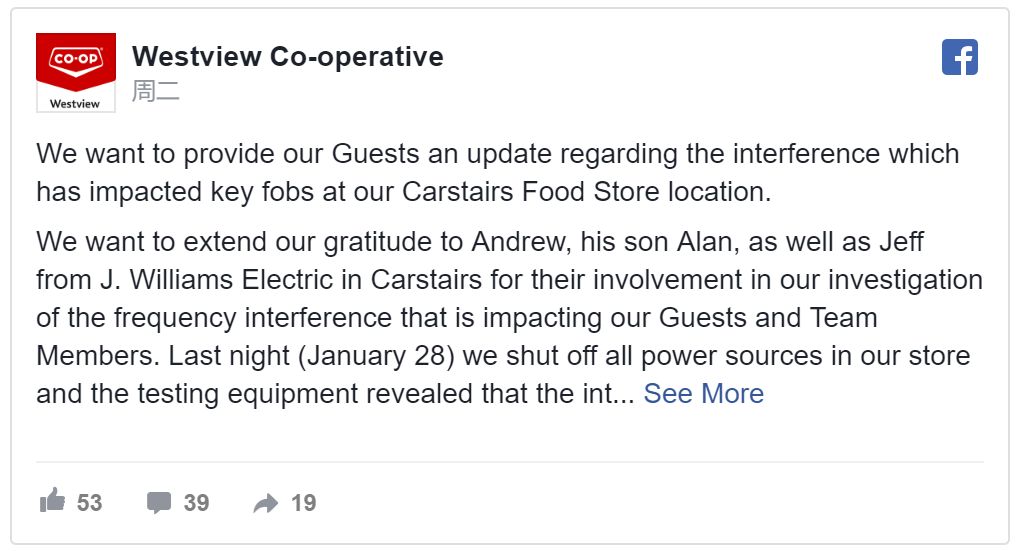 CO-OP
Westview
Westview Co-operative
周二
We want to provide our Guests an update regarding the interference which
has impacted key fobs at our Carstairs Food Store location.
We want to extend our gratitude to Andrew, his son Alan, as well as Jeff
from J. Williams Electric in Carstairs for their involvement in our investigation
of the frequency interference that is impacting our Guests and Team
Members. Last night (January 28) we shut off all power sources in our store
and the testing equipment revealed that the int... See More
53 39 19